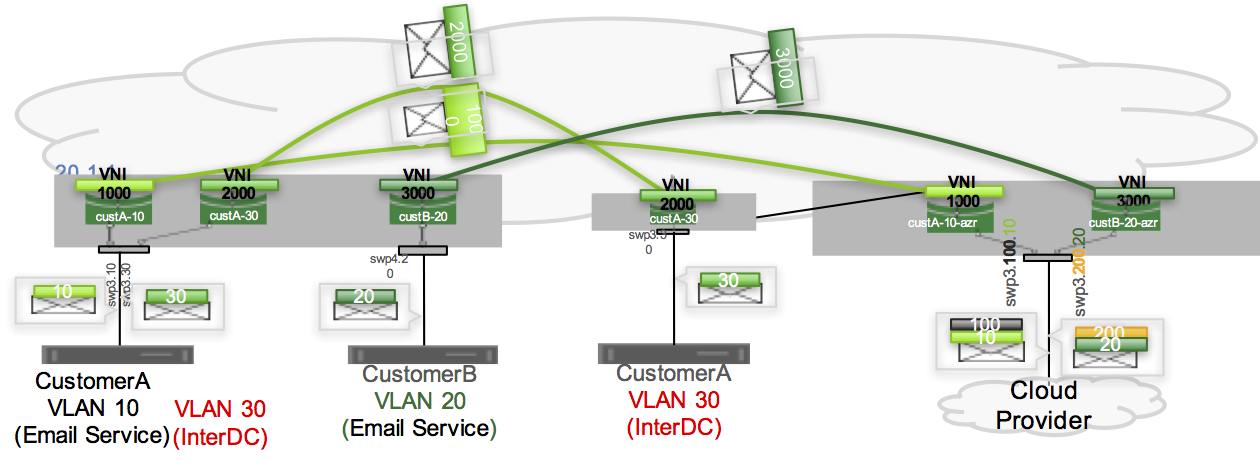 2000
3000
100
0
20.1.1
VNI
1000
VNI
2000
VNI
3000
VNI
2000
VNI
1000
VNI
3000
custA-10
custA-30
custB-20
custA-30
custA-10-azr
custB-20-azr
swp3.10
swp3.30
swp4.2
0
swp3.3
0
swp3.100.10
swp3.200.20
10
30
20
30
100
10
200
20
CustomerA
VLAN 10
(Email Service)
VLAN 30
(InterDC)
CustomerB
VLAN 20
(Email Service)
CustomerA
VLAN 30
(InterDC)
Cloud
Provider